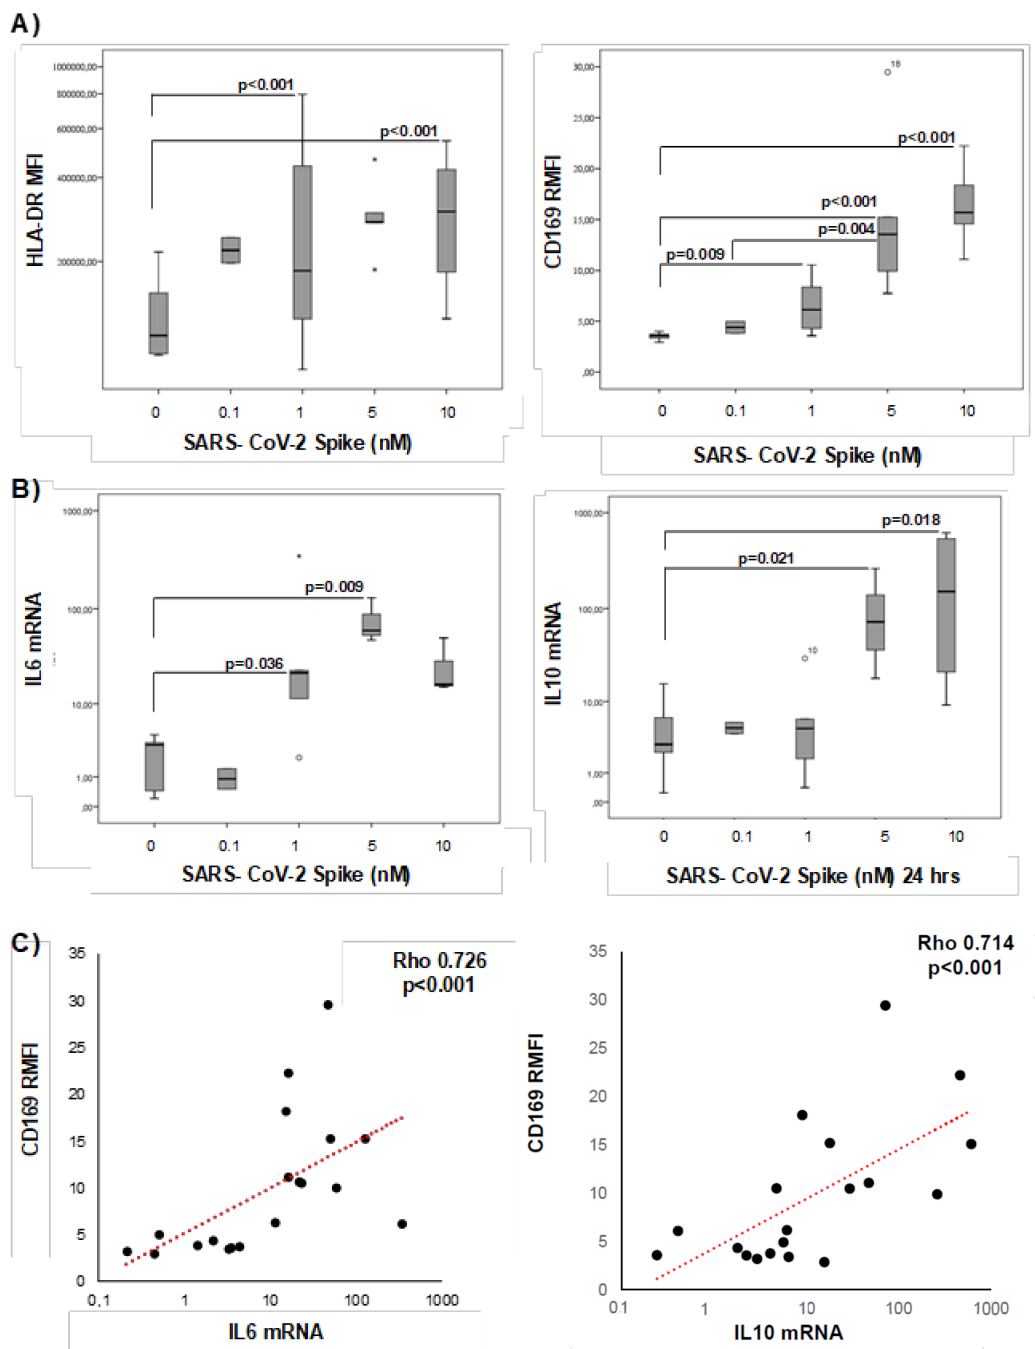 A)
1000000,00
800000,00
600000,00
400000,00
200000,00
HLA-DR MFI
p<0.001
p<0.001
0 0.1 1 5 10
SARS- CoV-2 Spike (nM)
30,00
25,00
20,00
15,00
10,00
5,00
,00
CD169 RMFI
18
p<0.001
p<0.001
p=0.004
p=0.009
0 0.1 1 5 10
SARS- CoV-2 Spike (nM)
B)
1000,00
100,00
10,00
1,00
,00
IL6 mRNA
p=0.009
p=0.036
0 0.1 1 5 10
SARS- CoV-2 Spike (nM)
1000,00
100,00
10,00
1,00
,00
IL10 mRNA
p=0.018
p=0.021
0 0.1 1 5 10
SARS- CoV-2 Spike (nM) 24 hrs
C)
35
30
25
20
15
10
5
0
CD169 RMFI
Rho 0.726
p<0.001
0,1 1 10 100 1000
IL6 mRNA
35
30
25
20
15
10
5
0
CD169 RMFI
Rho 0.714
p<0.001
0.1 1 10 100 1000
IL10 mRNA